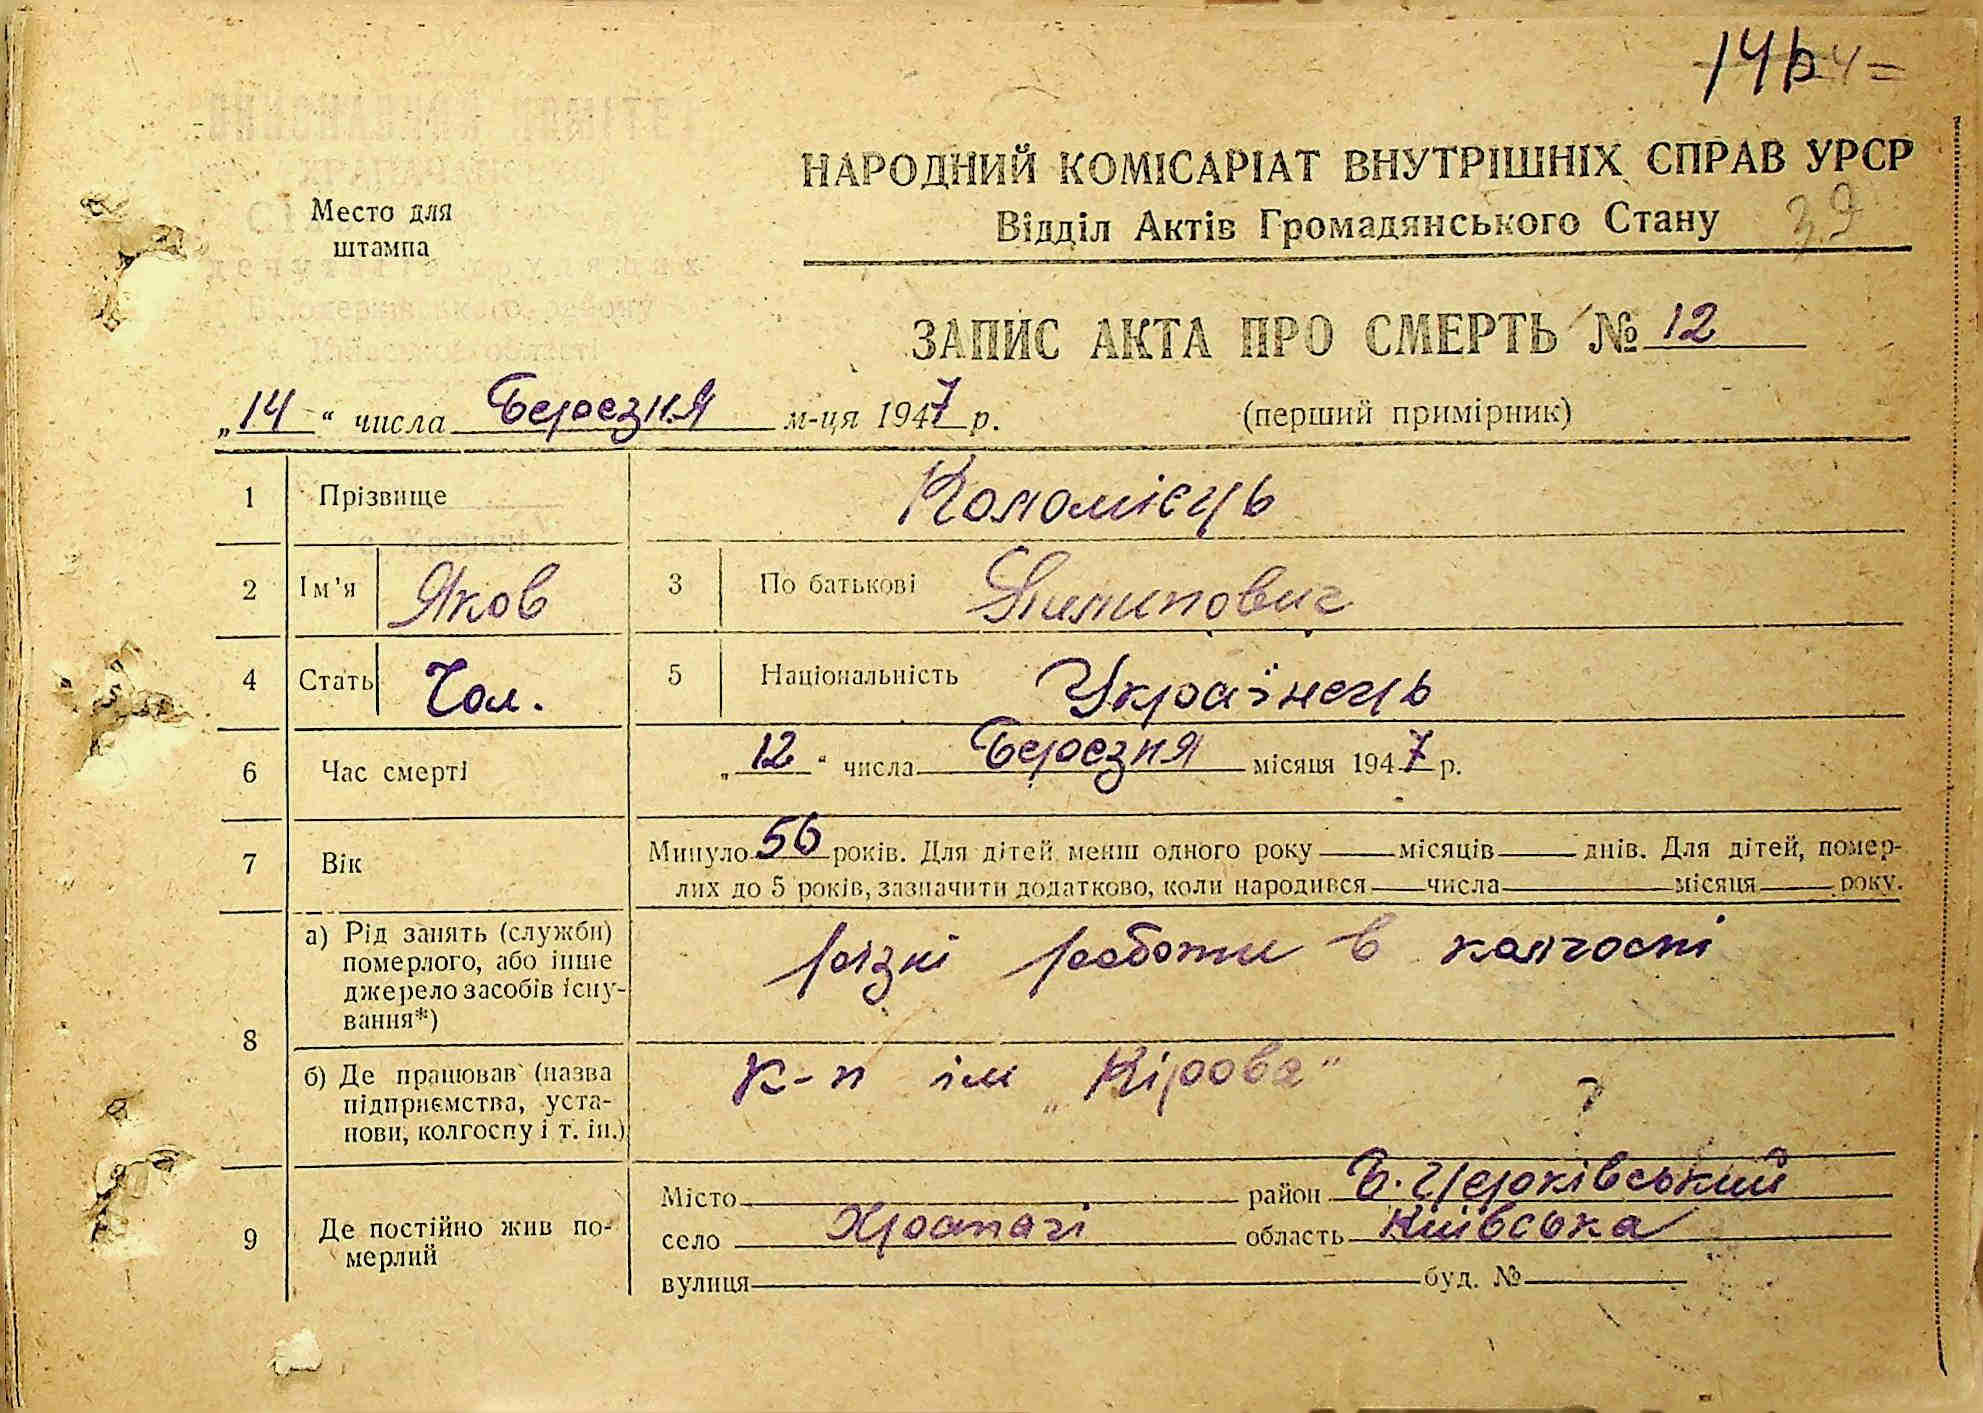 НАРОДНИЙ КОМІСАРІАТ ВНУТРІШНІХ СПРАВ УРСР
Место для штампа
Відділ Актів Громадянського Стану 39
ЗАПИС АКТА ПРО СМЕРТЬ № 12
„14“ числа Березня м-ця 1947 р. (перший примірник)
1 Прізвище Коломієць
2 Ім'я Яков 3 По батькові Пилипович
4 Стать Чол. 5 Національність Українець
6 Час смерті „12“ числа Березня місяця 1947 р.
7 Вік Минуло 56 років. Для дітей менш одного року місяців днів. Для дітей, помер-
лих до 5 років, зазначити додатково, коли народився числа місяця року.
8 а) Рід занять (служби) померлого, або інше джерело засобів існу-вання*) різні роботи в колгоспі
б) Де працював (назва підприємства, уста-нови, колгоспу і т. ін.) к-п ім „Кірова“ ?
9 Де постійно жив по-мерлий
Місто район Б. Церківський
село Храпачі область Київська
вулиця буд. №